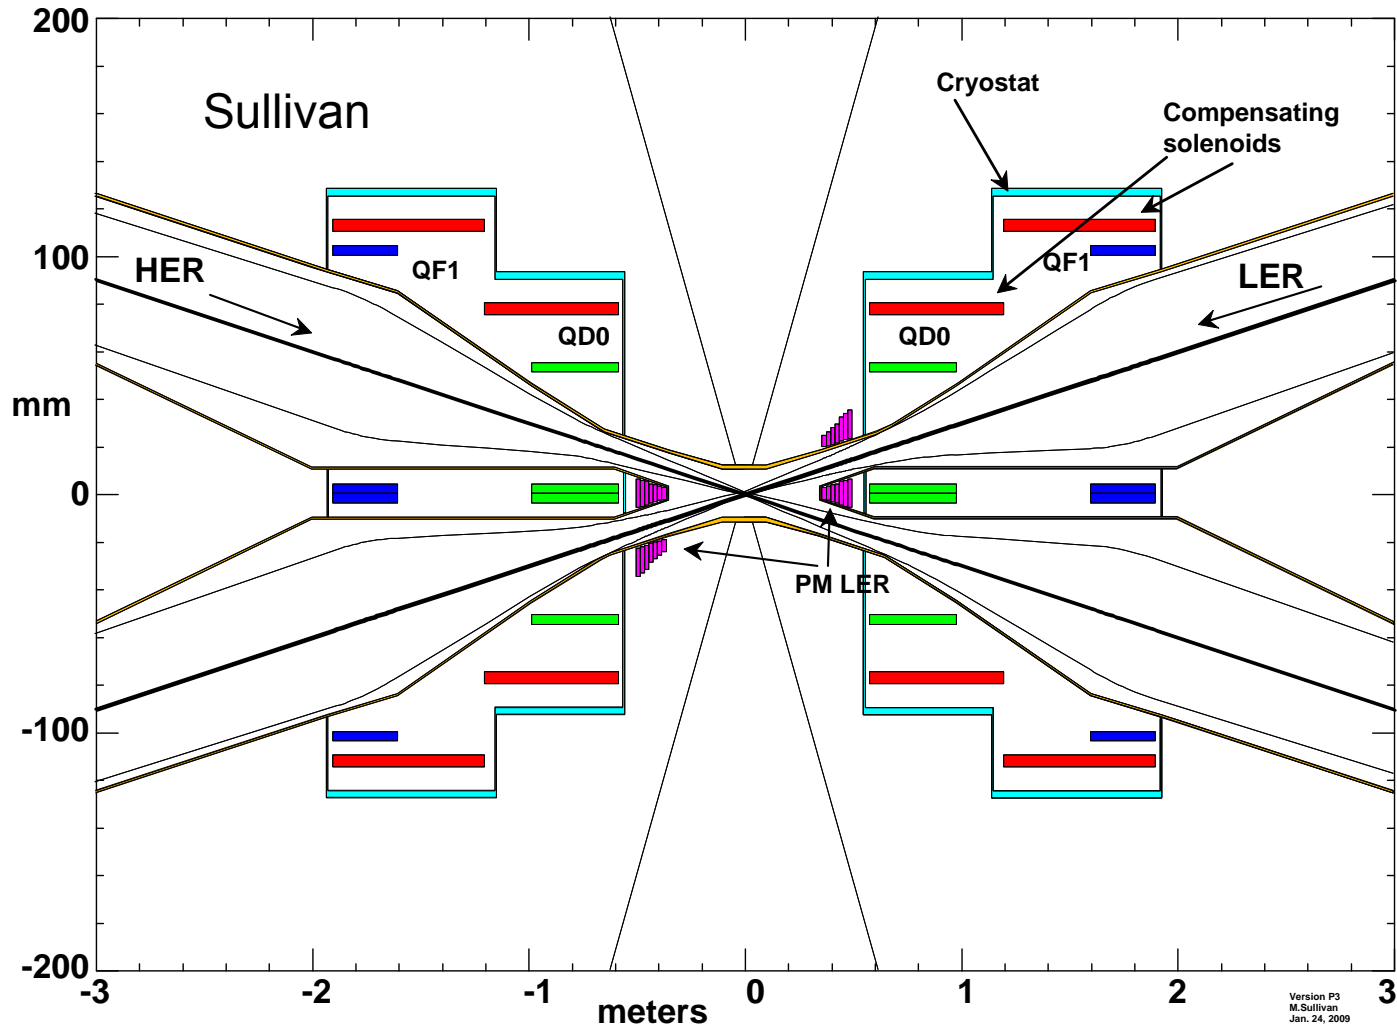 200
Sullivan
Cryostat
Compensating
solenoids
100
HER
QF1
QF1
LER
QD0
QD0
mm
0
PM LER
-100
-200
-3
-2
-1
0
1
2
3
meters
Version P3
M.Sullivan
Jan. 24, 2009